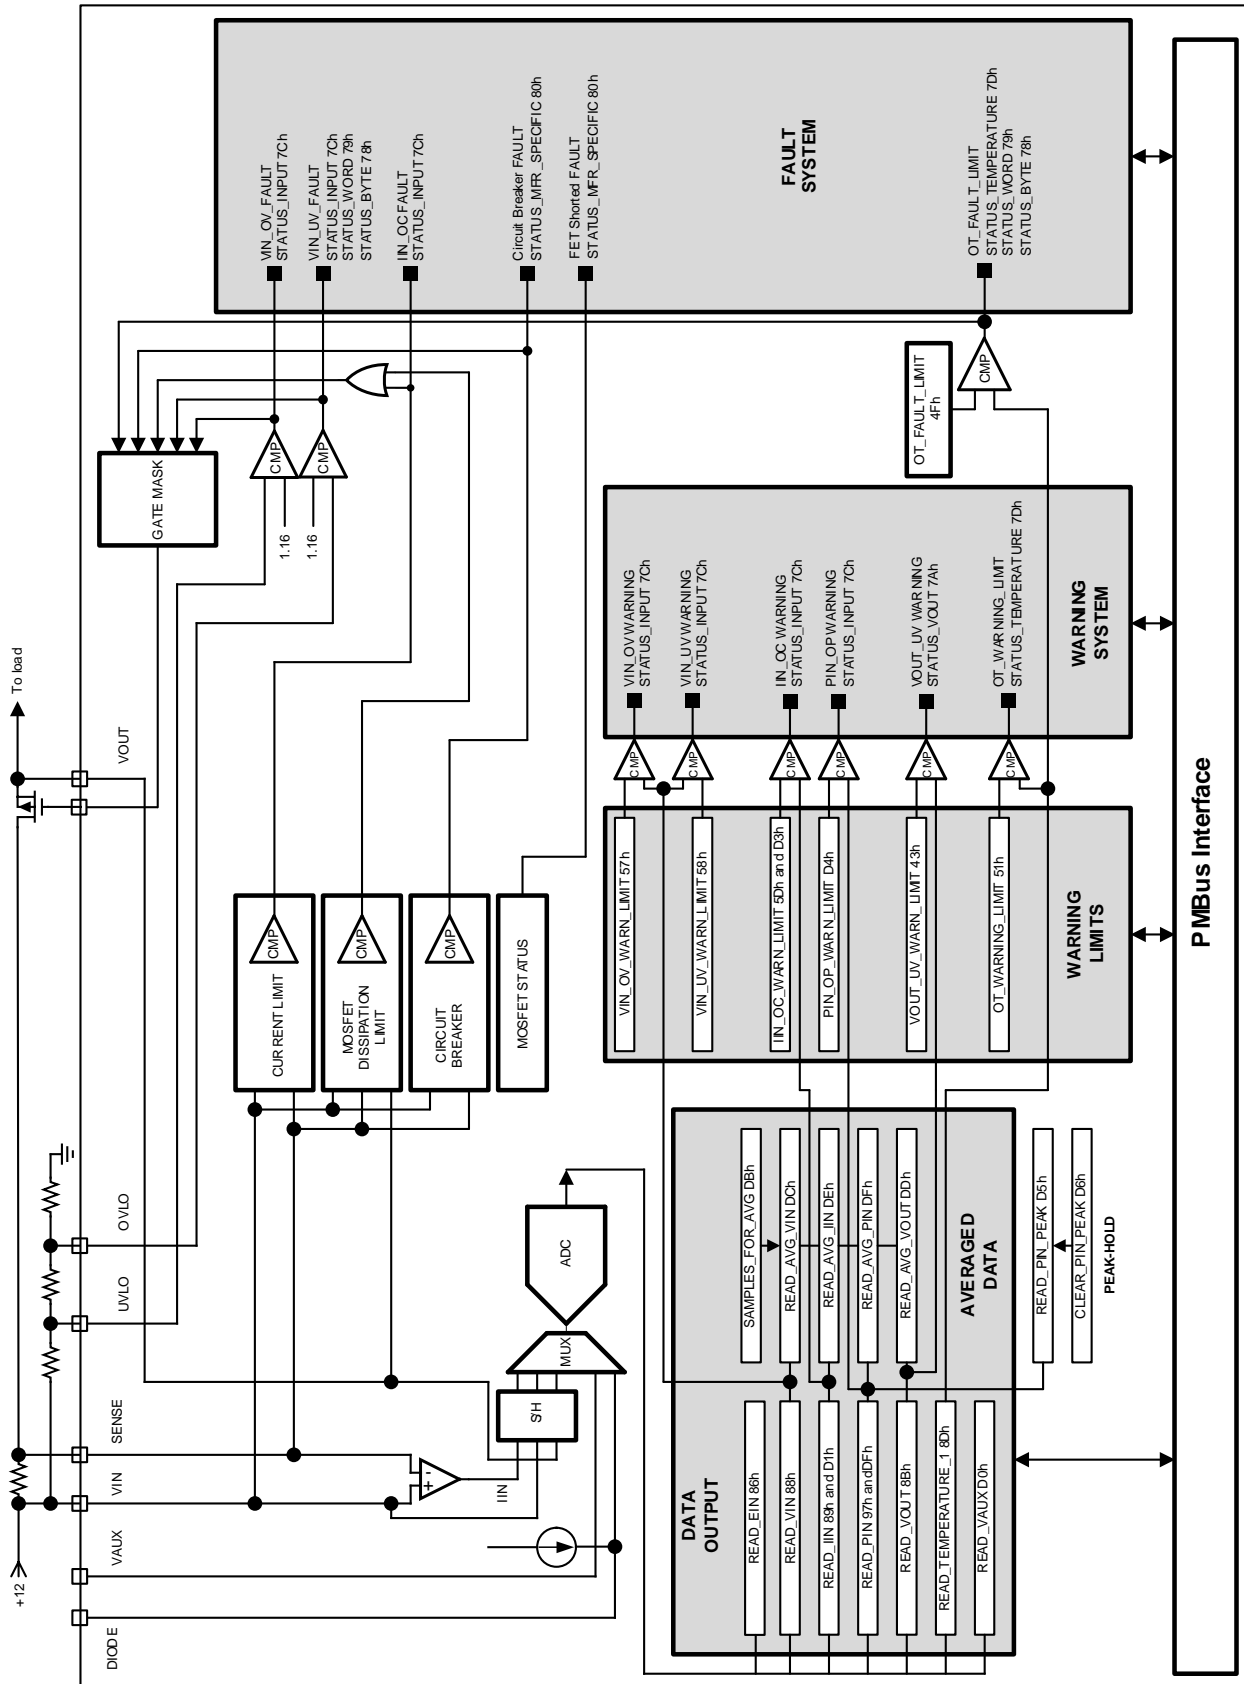 +12
To load
DIODE
VAUX
VIN
SENSE
UVLO
OVLO
VOUT
IIN
+
-
S/H
MUX
ADC
CURRENT LIMIT
CMP
MOSFET
DISSIPATION
LIMIT
CMP
CIRCUIT
BREAKER
CMP
MOSFET STATUS
GATE MASK
CMP
CMP
1.16
1.16
VIN_OV_FAULT
STATUS_INPUT 7Ch
VIN_UV_FAULT
STATUS_INPUT 7Ch
STATUS_WORD 79h
STATUS_BYTE 78h
IIN_OC FAULT
STATUS_INPUT 7Ch
Circuit Breaker FAULT
STATUS_MFR_SPECIFIC 80h
FET Shorted FAULT
STATUS_MFR_SPECIFIC 80h
FAULT
SYSTEM
OT_FAULT_LIMIT
STATUS_TEMPERATURE 7Dh
STATUS_WORD 79h
STATUS_BYTE 78h
OT_FAULT_LIMIT
4Fh
CMP
DATA
OUTPUT
READ_EIN 86h
READ_VIN 88h
READ_IIN 89h and D1h
READ_PIN 97h and DFh
READ_VOUT 8Bh
READ_TEMPERATURE_1 8Dh
READ_VAUX D0h
SAMPLES_FOR_AVG DBh
READ_AVG_VIN DCh
READ_AVG_IIN DEh
READ_AVG_PIN DFh
READ_AVG_VOUT DDh
AVERAGED
DATA
READ_PIN_PEAK D5h
CLEAR_PIN_PEAK D6h
PEAK-HOLD
VIN_OV_WARN_LIMIT 57h
VIN_UV_WARN_LIMIT 58h
IIN_OC_WARN_LIMIT 5Dh and D3h
PIN_OP_WARN_LIMIT D4h
VOUT_UV_WARN_LIMIT 43h
OT_WARNING_LIMIT 51h
WARNING
LIMITS
CMP
CMP
CMP
CMP
CMP
CMP
VIN_OV WARNING
STATUS_INPUT 7Ch
VIN_UV WARNING
STATUS_INPUT 7Ch
IIN_OC WARNING
STATUS_INPUT 7Ch
PIN_OP WARNING
STATUS_INPUT 7Ch
VOUT_UV WARNING
STATUS_VOUT 7Ah
OT_WARNING_LIMIT
STATUS_TEMPERATURE 7Dh
WARNING
SYSTEM
PMBus Interface